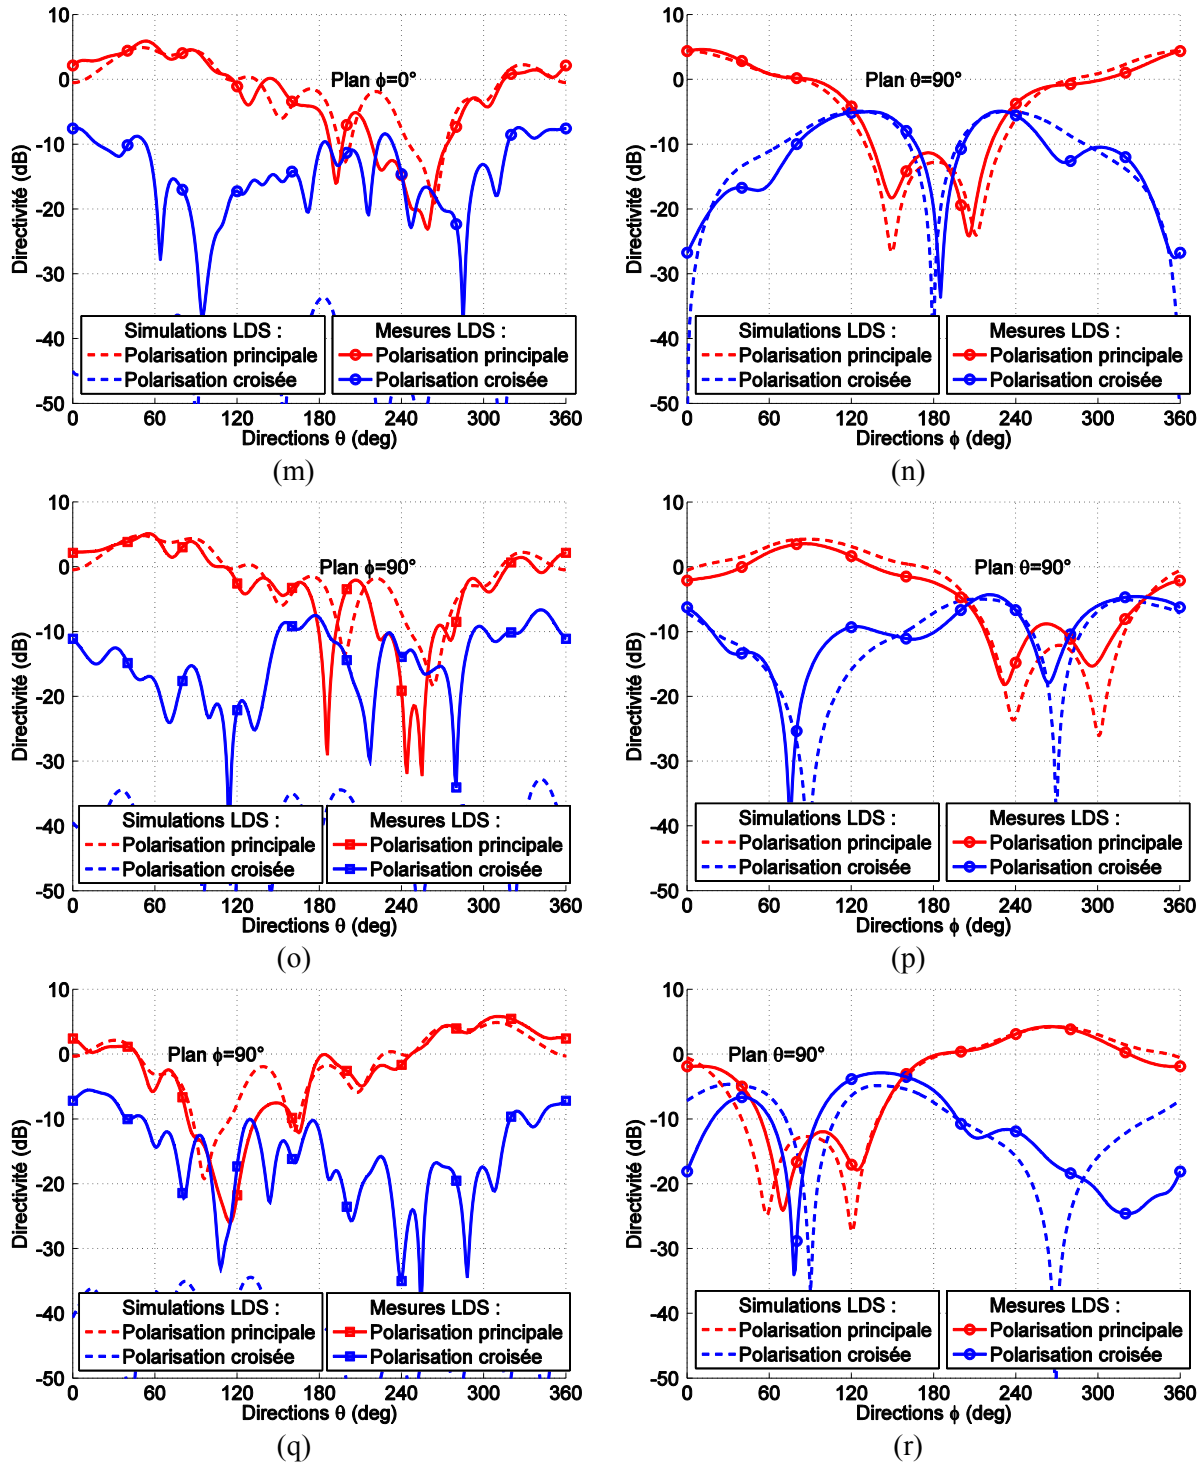 10
0
-10
-20
-30
-40
-50
Directivité (dB)
Plan ϕ=0°
Simulations LDS :
Polarisation principale
Polarisation croisée
Mesures LDS :
Polarisation principale
Polarisation croisée
0 60 120 180 240 300 360
Directions θ (deg)
(m)
10
0
-10
-20
-30
-40
-50
Directivité (dB)
Plan θ=90°
Simulations LDS :
Polarisation principale
Polarisation croisée
Mesures LDS :
Polarisation principale
Polarisation croisée
0 60 120 180 240 300 360
Directions ϕ (deg)
(n)
10
0
-10
-20
-30
-40
-50
Directivité (dB)
Plan ϕ=90°
Simulations LDS :
Polarisation principale
Polarisation croisée
Mesures LDS :
Polarisation principale
Polarisation croisée
0 60 120 180 240 300 360
Directions θ (deg)
(o)
10
0
-10
-20
-30
-40
-50
Directivité (dB)
Plan θ=90°
Simulations LDS :
Polarisation principale
Polarisation croisée
Mesures LDS :
Polarisation principale
Polarisation croisée
0 60 120 180 240 300 360
Directions ϕ (deg)
(p)
10
0
-10
-20
-30
-40
-50
Directivité (dB)
Plan ϕ=90°
Simulations LDS :
Polarisation principale
Polarisation croisée
Mesures LDS :
Polarisation principale
Polarisation croisée
0 60 120 180 240 300 360
Directions θ (deg)
(q)
10
0
-10
-20
-30
-40
-50
Directivité (dB)
Plan θ=90°
Simulations LDS :
Polarisation principale
Polarisation croisée
Mesures LDS :
Polarisation principale
Polarisation croisée
0 60 120 180 240 300 360
Directions ϕ (deg)
(r)